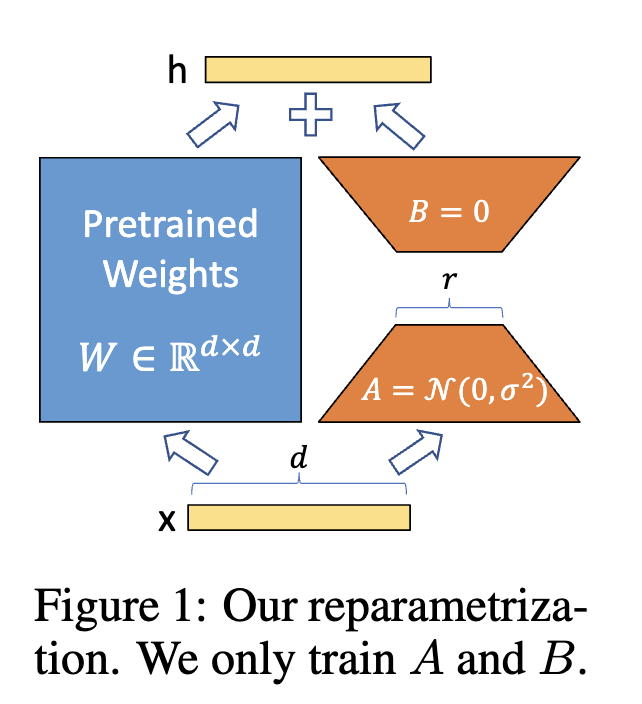 h
Pretrained
Weights
W ∈ ℝ^{d×d}
B = 0
r
A = 𝒩(0, σ²)
d
x
Figure 1: Our reparametriza-
tion. We only train A and B.